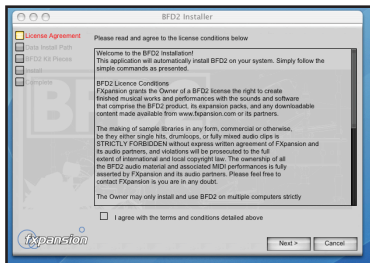 BFD2 Installer
License Agreement
Data Install Path
BFD2 Kit Pieces
Install
Complete
Please read and agree to the license conditions below
Welcome to the BFD2 Installation!
This application will automatically install BFD2 on your system. Simply follow the
simple commands as presented.
BFD2 Licence Conditions
FXpansion grants the Owner of a BFD2 license the right to create
finished musical works and performances with the sounds and software
that comprise the BFD2 product, its expansion packs, and any downloadable
content made available from www.fxpansion.com or its partners.
The making of sample libraries in any form, commercial or otherwise,
be they either single hits, drumloops, or fully mixed audio clips is
STRICTLY FORBIDDEN without express written agreement of FXpansion and
its audio partners, and violations will be prosecuted to the full
extent of international and local copyright law. The ownership of all
the BFD2 audio material and associated MIDI performances is fully
asserted by FXpansion and its audio partners. Please feel free to
contact FXpansion is you are in any doubt.
The Owner may only install and use BFD2 on multiple computers strictly
I agree with the terms and conditions detailed above
fxpansion
Next >
Cancel